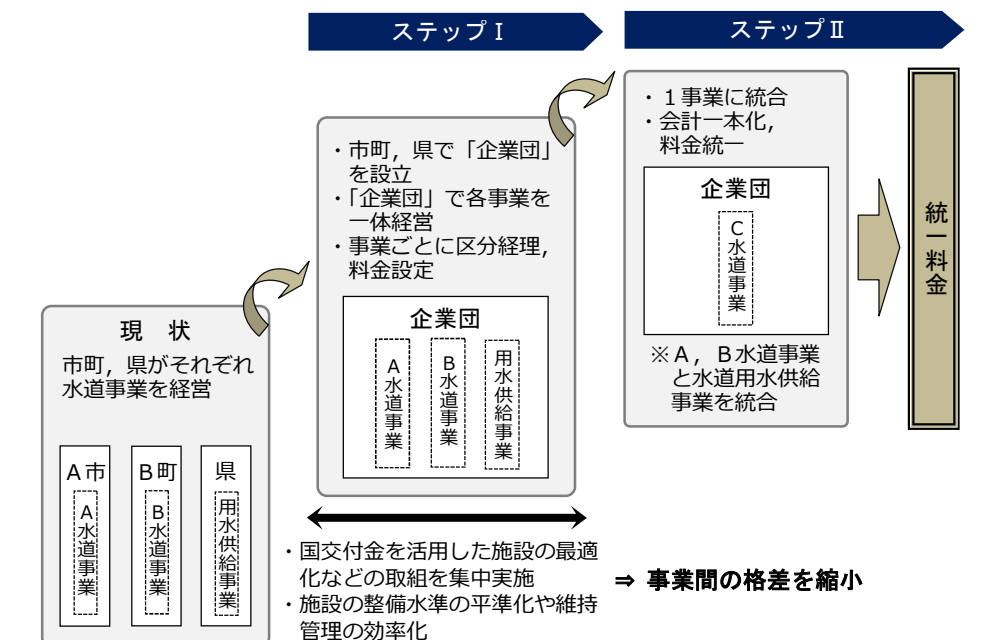 ステップⅠ
ステップⅡ
現　状
市町，県がそれぞれ
水道事業を経営
A市
A水道事業
B町
B水道事業
県
用水供給事業
・市町，県で「企業団」
を設立
・「企業団」で各事業を
一体経営
・事業ごとに区分経理，
料金設定
企業団
A水道事業
B水道事業
用水供給事業
・国交付金を活用した施設の最適
化などの取組を集中実施
・施設の整備水準の平準化や維持
管理の効率化
⇒ 事業間の格差を縮小
・１事業に統合
・会計一本化，
料金統一
企業団
C水道事業
※A，B水道事業
と水道用水供給
事業を統合
統一料金